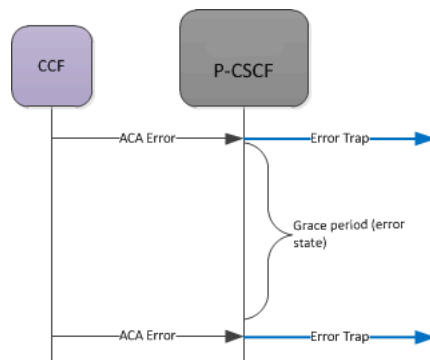 CCF
P-CSCF
ACA Error
Error Trap
Grace period (error
state)
ACA Error
Error Trap